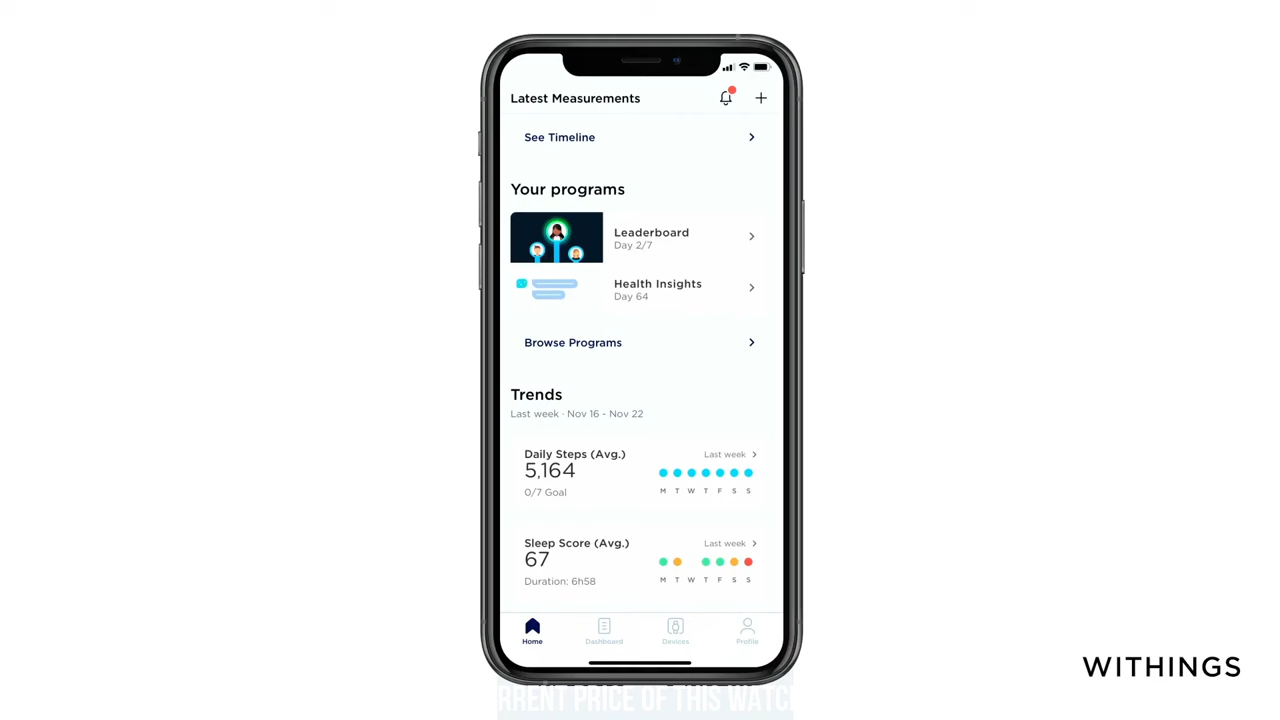 Latest Measurements
See Timeline
Your programs
Leaderboard
Day 2/7
Health Insights
Day 64
Browse Programs
Trends
Last week · Nov 16 - Nov 22
Daily Steps (Avg.)
Last week
5,164
0/7 Goal
M T W T F S S
Sleep Score (Avg.)
Last week
67
Duration: 6h58
M T W T F S S
Home
Dashboard
Devices
Profile
WITHINGS
PRICE OF THIS WATCH